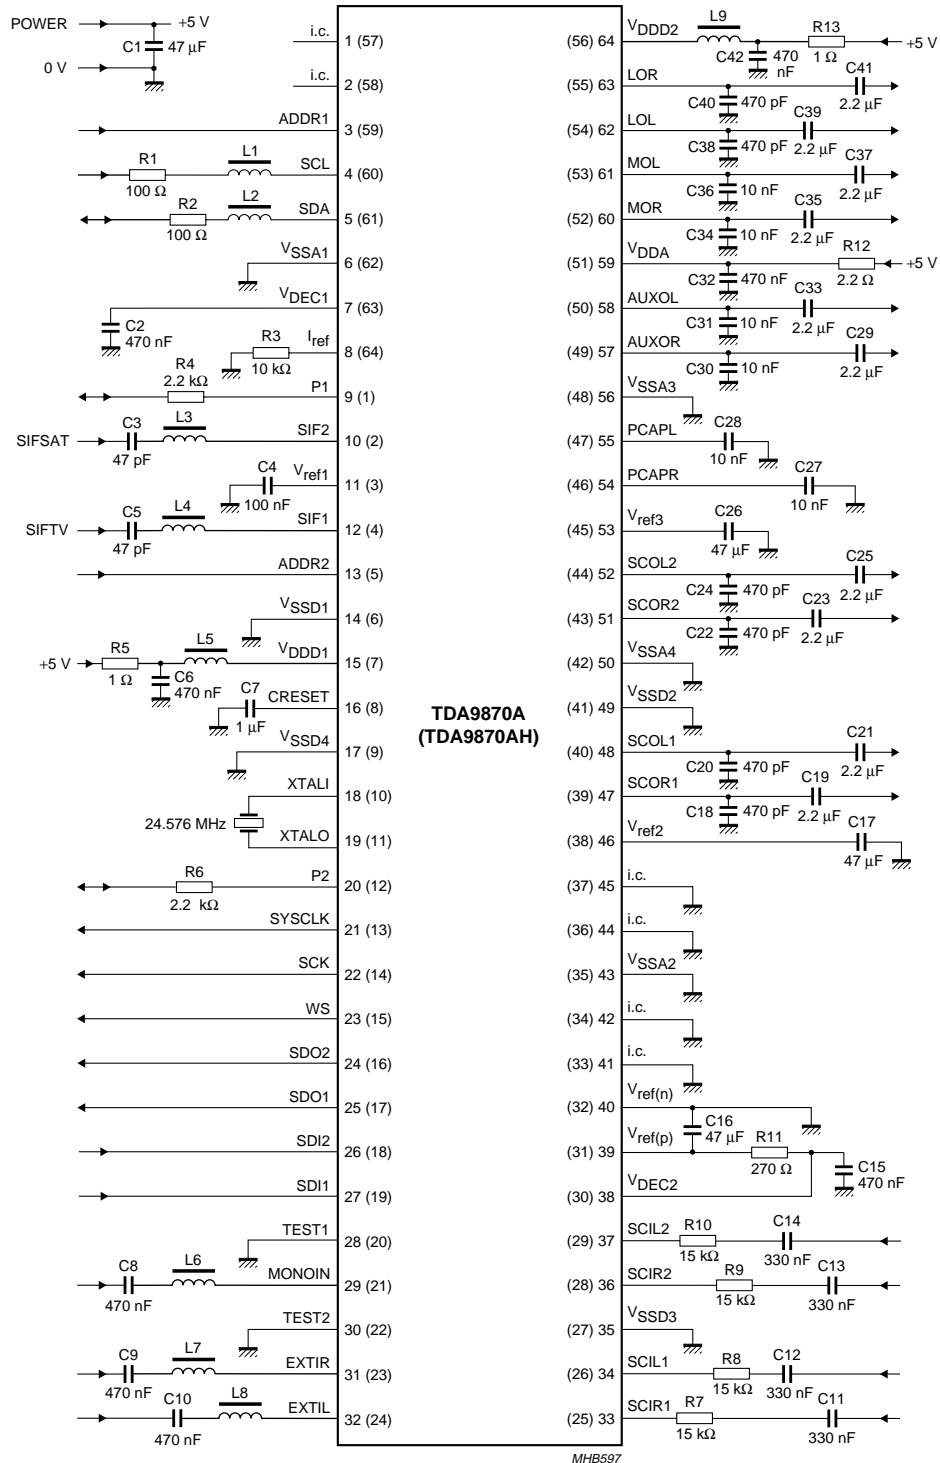 POWER
+5 V
C1
47 μF
0 V
i.c.
1 (57)
i.c.
2 (58)
ADDR1
3 (59)
R1
100 Ω
L1
SCL
4 (60)
R2
100 Ω
L2
SDA
5 (61)
VSSA1
6 (62)
VDEC1
7 (63)
C2
470 nF
R3
10 kΩ
Iref
8 (64)
R4
2.2 kΩ
P1
9 (1)
SIFSAT
C3
47 pF
L3
SIF2
10 (2)
C4
100 nF
Vref1
11 (3)
SIFTV
C5
47 pF
L4
SIF1
12 (4)
ADDR2
13 (5)
VSSD1
14 (6)
+5 V
R5
1 Ω
L5
VDDD1
15 (7)
C6
470 nF
C7
1 μF
CRESET
16 (8)
VSSD4
17 (9)
XTALI
18 (10)
24.576 MHz
XTALO
19 (11)
R6
2.2 kΩ
P2
20 (12)
SYSCLK
21 (13)
SCK
22 (14)
WS
23 (15)
SDO2
24 (16)
SDO1
25 (17)
SDI2
26 (18)
SDI1
27 (19)
TEST1
28 (20)
C8
470 nF
L6
MONOIN
29 (21)
TEST2
30 (22)
C9
470 nF
L7
EXTIR
31 (23)
C10
470 nF
L8
EXTIL
32 (24)
TDA9870A
(TDA9870AH)
(56) 64
VDDD2
L9
C42
470
nF
R13
1 Ω
+5 V
(55) 63
LOR
C40
470 pF
C41
2.2 μF
(54) 62
LOL
C38
470 pF
C39
2.2 μF
(53) 61
MOL
C36
10 nF
C37
2.2 μF
(52) 60
MOR
C34
10 nF
C35
2.2 μF
(51) 59
VDDA
C32
470 nF
R12
2.2 Ω
+5 V
(50) 58
AUXOL
C31
10 nF
C33
2.2 μF
(49) 57
AUXOR
C30
10 nF
C29
2.2 μF
(48) 56
VSSA3
(47) 55
PCAPL
C28
10 nF
(46) 54
PCAPR
C27
10 nF
(45) 53
Vref3
C26
47 μF
(44) 52
SCOL2
C24
470 pF
C25
2.2 μF
(43) 51
SCOR2
C22
470 pF
C23
2.2 μF
(42) 50
VSSA4
(41) 49
VSSD2
(40) 48
SCOL1
C20
470 pF
C21
2.2 μF
(39) 47
SCOR1
C18
470 pF
C19
2.2 μF
(38) 46
Vref2
C17
47 μF
(37) 45
i.c.
(36) 44
i.c.
(35) 43
VSSA2
(34) 42
i.c.
(33) 41
i.c.
(32) 40
Vref(n)
C16
47 μF
(31) 39
Vref(p)
R11
270 Ω
C15
470 nF
(30) 38
VDEC2
(29) 37
SCIL2
R10
15 kΩ
C14
330 nF
(28) 36
SCIR2
R9
15 kΩ
C13
330 nF
(27) 35
VSSD3
(26) 34
SCIL1
R8
15 kΩ
C12
330 nF
(25) 33
SCIR1
R7
15 kΩ
C11
330 nF
MHB597